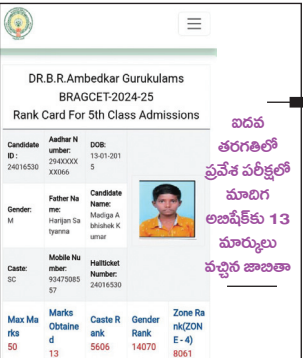 DR.B.R.Ambedkar Gurukulams
BRAGCET-2024-25
Rank Card For 5th Class Admissions
Candidate ID : 24016530
Aadhar Number: 294XXXXXX066
DOB: 13-01-2015
Gender: M
Father Name: Harijan Satyanna
Candidate Name: Madiga Abhishek Kumar
Caste: SC
Mobile Number: 9347508557
Hallticket Number: 24016530
Max Marks 50
Marks Obtained 13
Caste Rank 5606
Gender Rank 14070
Zone Rank(ZONE - 4) 8061
ఐదవ
తరగతిలో
ప్రవేశ పరీక్షలో
మాదిగ
అభిషేక్‌కు 13
మార్కులు
వచ్చిన జాబితా